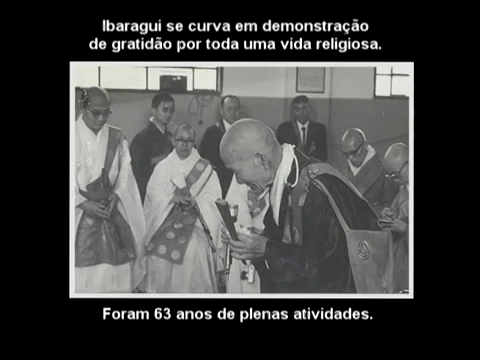 Ibaragui se curva em demonstração
de gratidão por toda uma vida religiosa.
Foram 63 anos de plenas atividades.